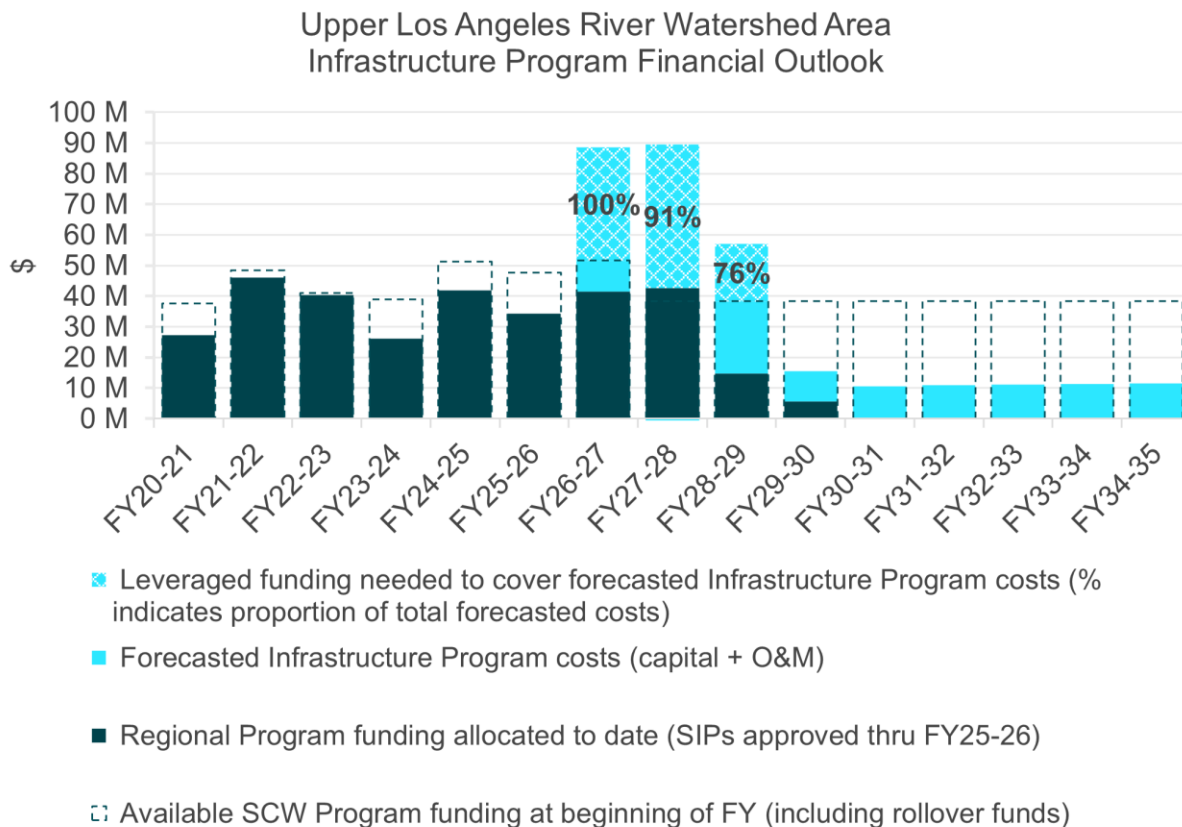 Upper Los Angeles River Watershed Area
Infrastructure Program Financial Outlook
100 M
90 M
80 M
70 M
60 M
50 M
40 M
30 M
20 M
10 M
0 M
$
100%
91%
76%
FY20-21
FY21-22
FY22-23
FY23-24
FY24-25
FY25-26
FY26-27
FY27-28
FY28-29
FY29-30
FY30-31
FY31-32
FY32-33
FY33-34
FY34-35
Leveraged funding needed to cover forecasted Infrastructure Program costs (%
indicates proportion of total forecasted costs)
Forecasted Infrastructure Program costs (capital + O&M)
Regional Program funding allocated to date (SIPs approved thru FY25-26)
Available SCW Program funding at beginning of FY (including rollover funds)